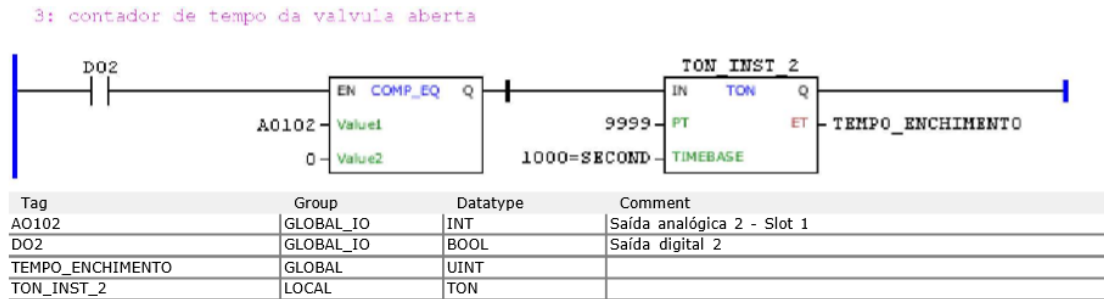 3: contador de tempo da valvula aberta
DO2
TON_INST_2
EN COMP_EQ Q
IN TON Q
AO102 Value1
9999 PT ET TEMPO_ENCHIMENTO
0 Value2
1000=SECOND TIMEBASE
Tag Group Datatype Comment
AO102 GLOBAL_IO INT Saída analógica 2 - Slot 1
DO2 GLOBAL_IO BOOL Saída digital 2
TEMPO_ENCHIMENTO GLOBAL UINT
TON_INST_2 LOCAL TON